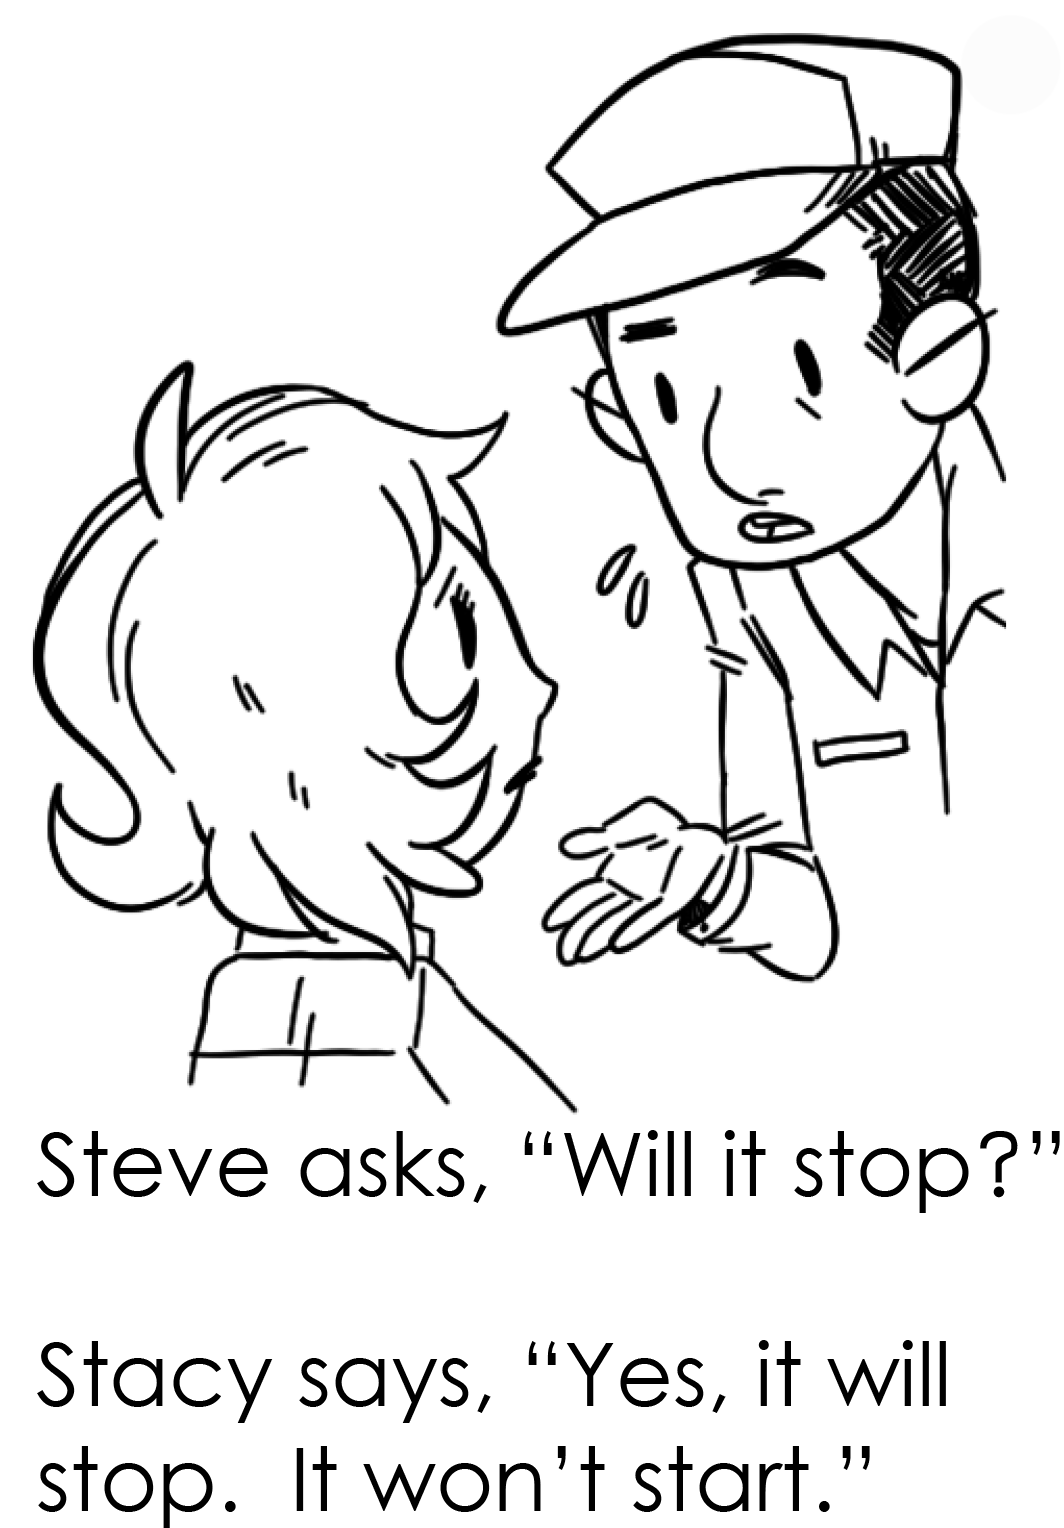 Steve asks, “Will it stop?”
Stacy says, “Yes, it will
stop.  It won’t start.”